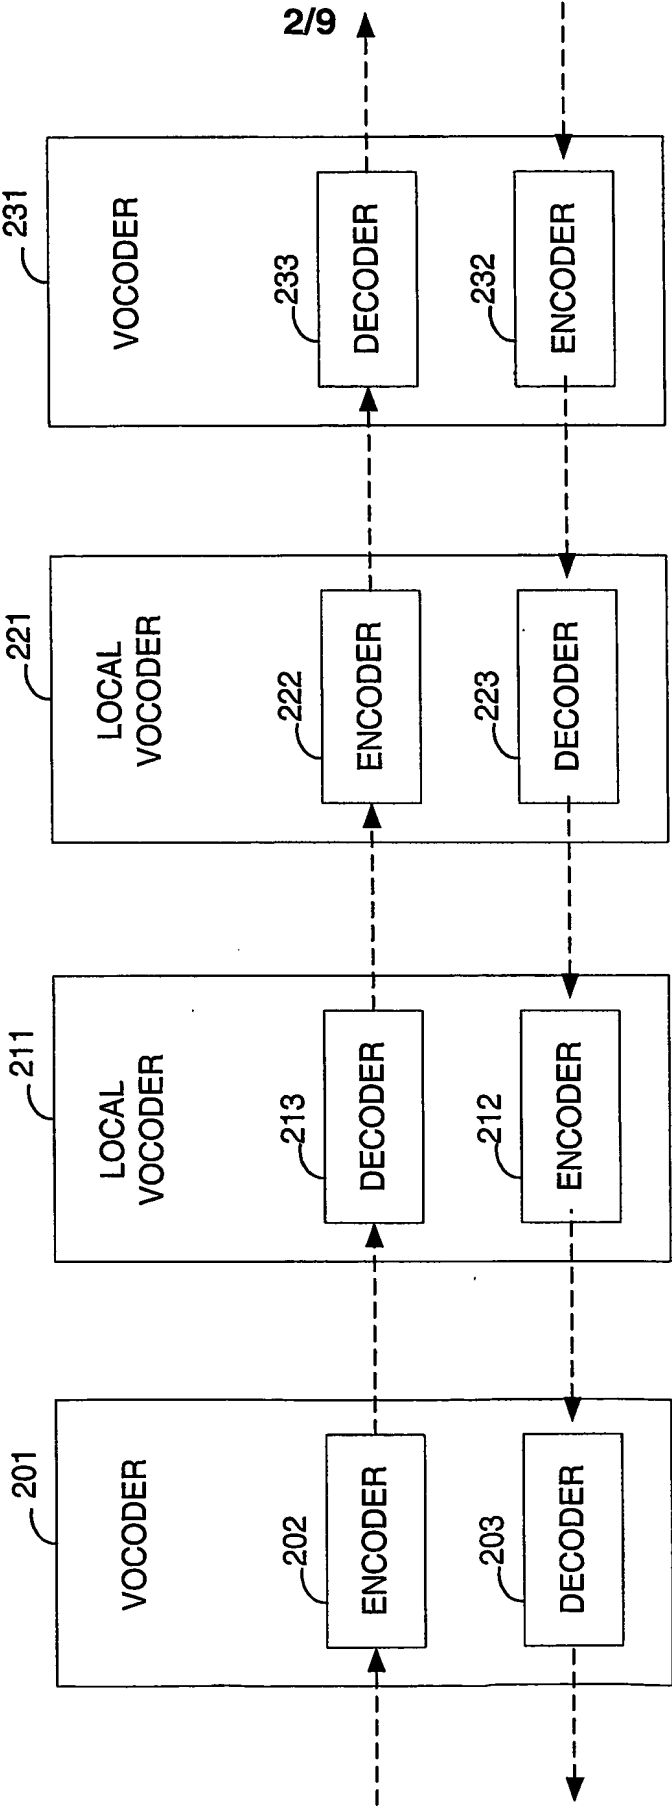 2/9
201
VOCODER
202
ENCODER
203
DECODER
211
LOCAL
VOCODER
213
DECODER
212
ENCODER
221
LOCAL
VOCODER
222
ENCODER
223
DECODER
231
VOCODER
233
DECODER
232
ENCODER